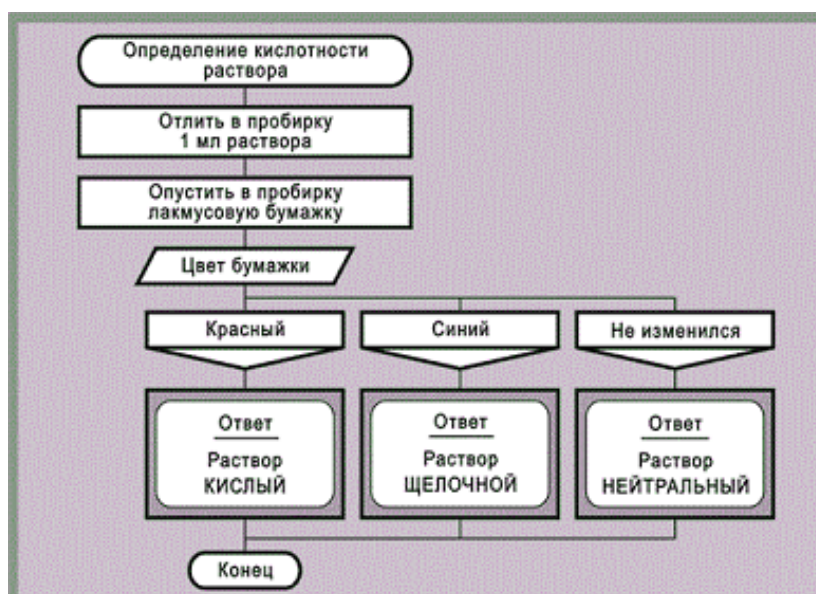 Определение кислотности
раствора
Отлить в пробирку
1 мл раствора
Опустить в пробирку
лакмусовую бумажку
Цвет бумажки
Красный
Синий
Не изменился
Ответ
Раствор
КИСЛЫЙ
Ответ
Раствор
ЩЕЛОЧНОЙ
Ответ
Раствор
НЕЙТРАЛЬНЫЙ
Конец